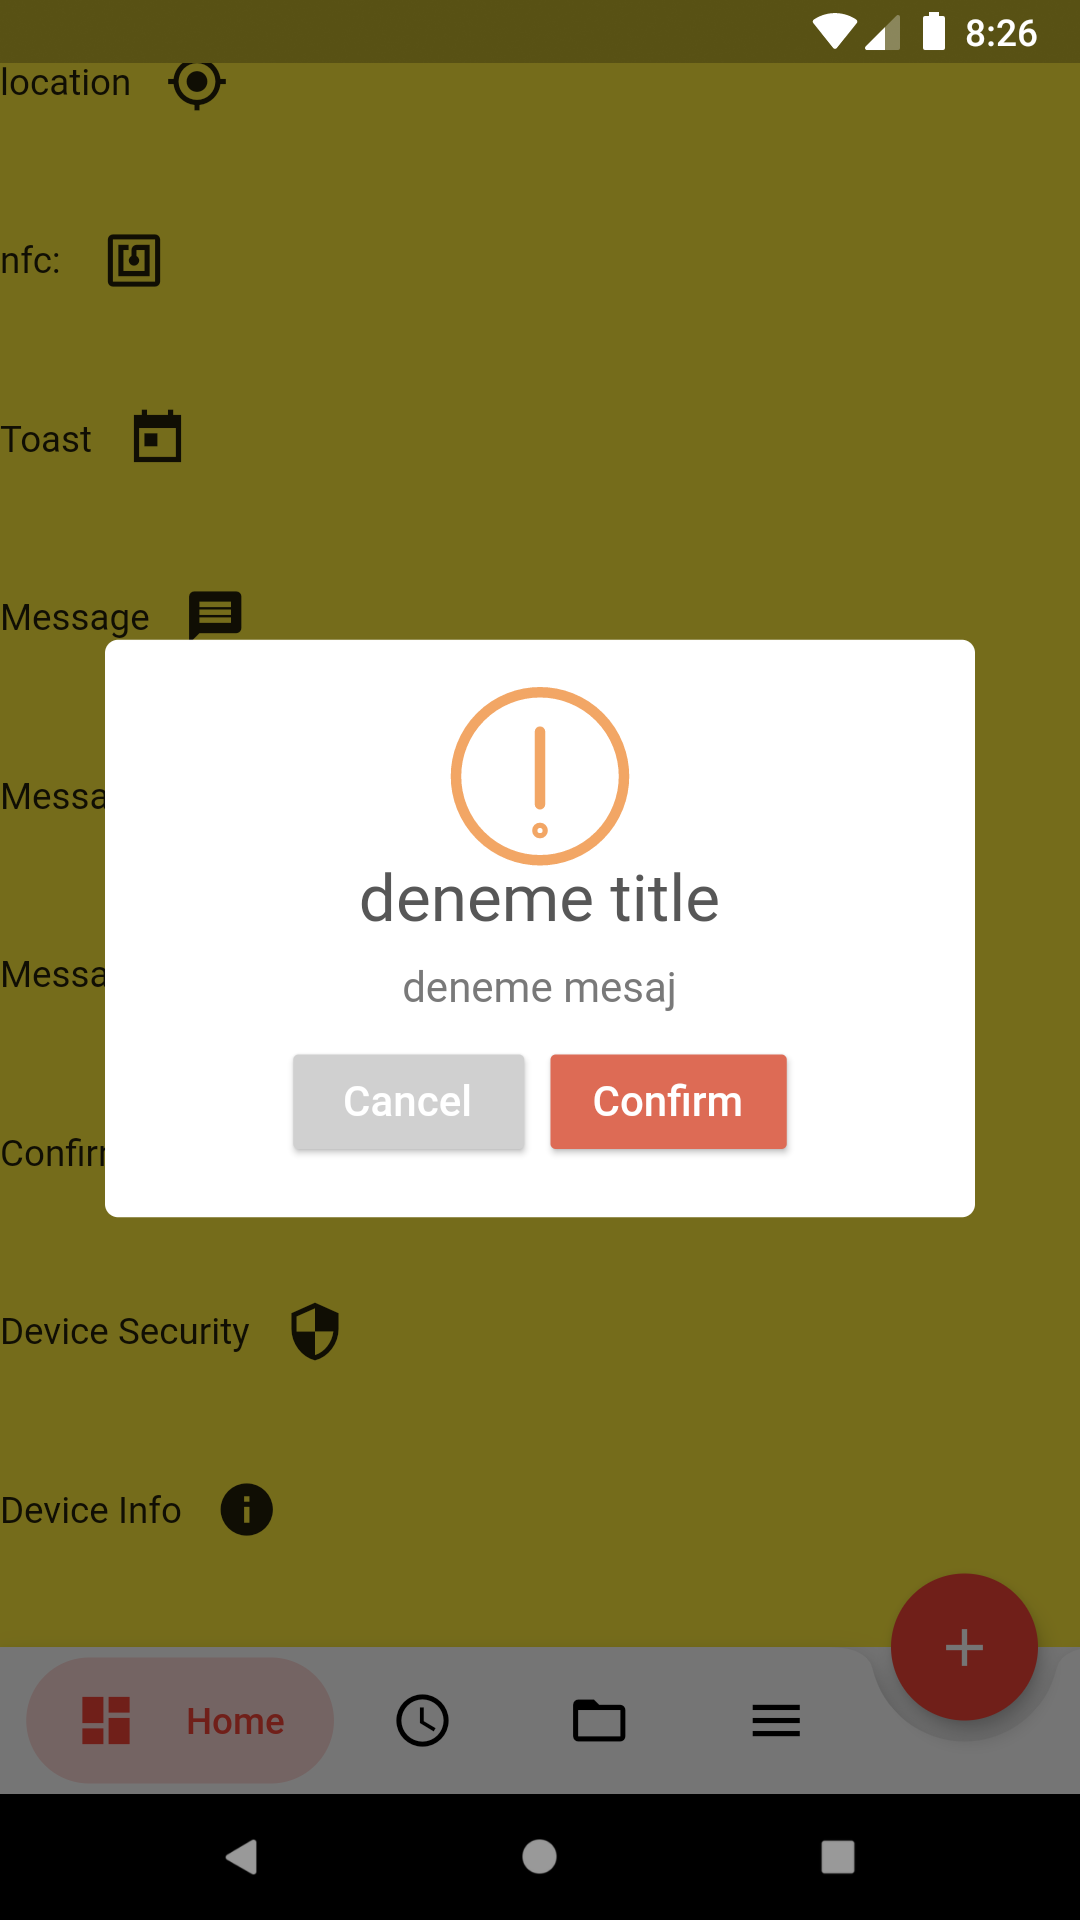 8:26
location
nfc:
Toast
Message
Messa
deneme title
Messa
deneme mesaj
Cancel
Confirm
Confir
Device Security
Device Info
Home